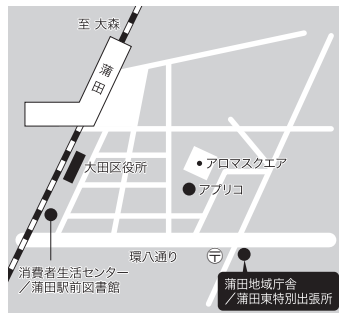 至 大森
蒲田
大田区役所
アロマスクエア
アプリコ
環八通り
〒
消費者生活センター
／蒲田駅前図書館
蒲田地域庁舎
／蒲田東特別出張所